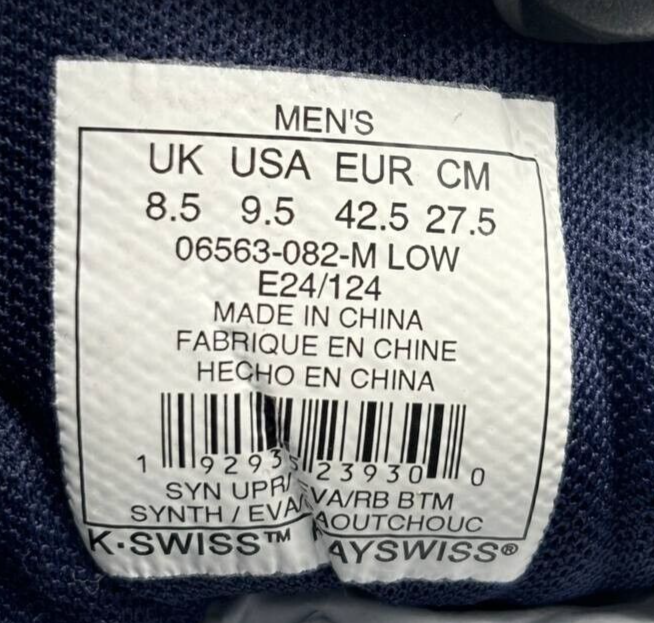 MEN'S
UK USA EUR CM
8.5 9.5 42.5 27.5
06563-082-M LOW
E24/124
MADE IN CHINA
FABRIQUE EN CHINE
HECHO EN CHINA
1 9293 23930 0
SYN UPR/ VA/RB BTM
SYNTH / EVA/ AOUTCHOUC
K·SWISS™ AYSWISS®